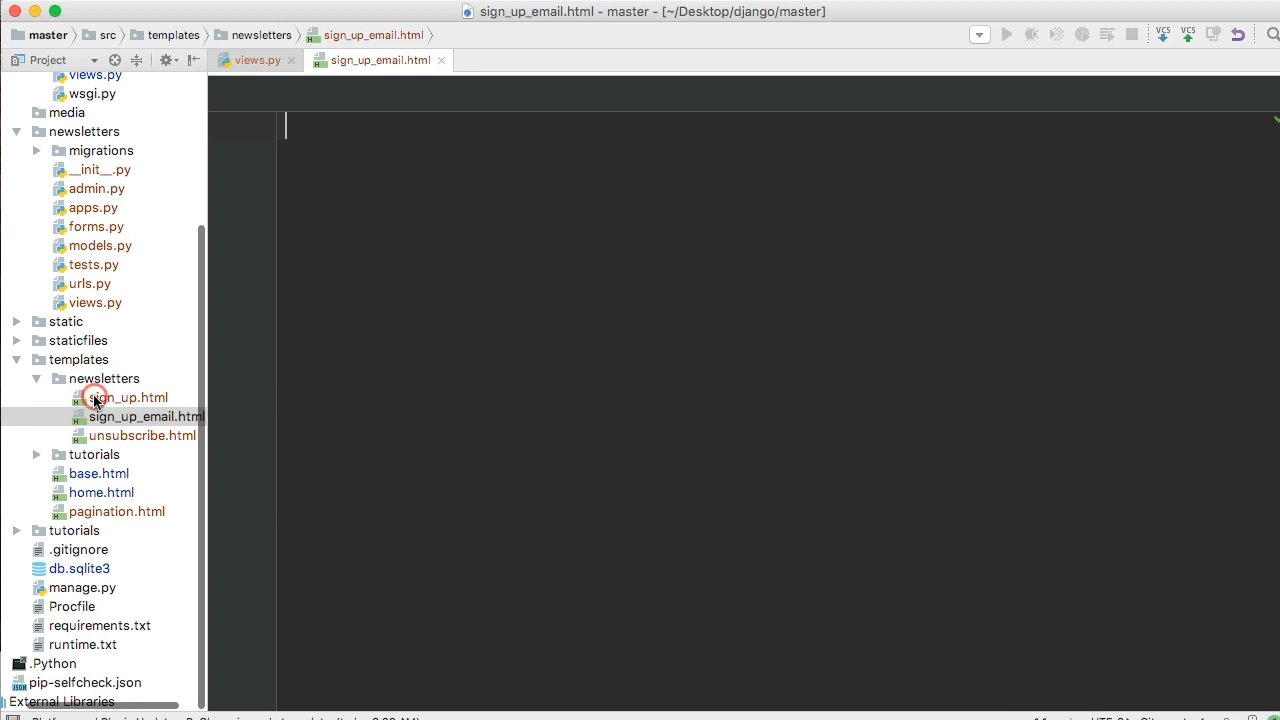 sign_up_email.html - master - [~/Desktop/django/master]
master src templates newsletters sign_up_email.html
VCS VCS
Project views.py sign_up_email.html
views.py
wsgi.py
media
newsletters
migrations
__init__.py
admin.py
apps.py
forms.py
models.py
tests.py
urls.py
views.py
static
staticfiles
templates
newsletters
sign_up.html
sign_up_email.html
unsubscribe.html
tutorials
base.html
home.html
pagination.html
tutorials
.gitignore
db.sqlite3
manage.py
Procfile
requirements.txt
runtime.txt
.Python
pip-selfcheck.json
External Libraries